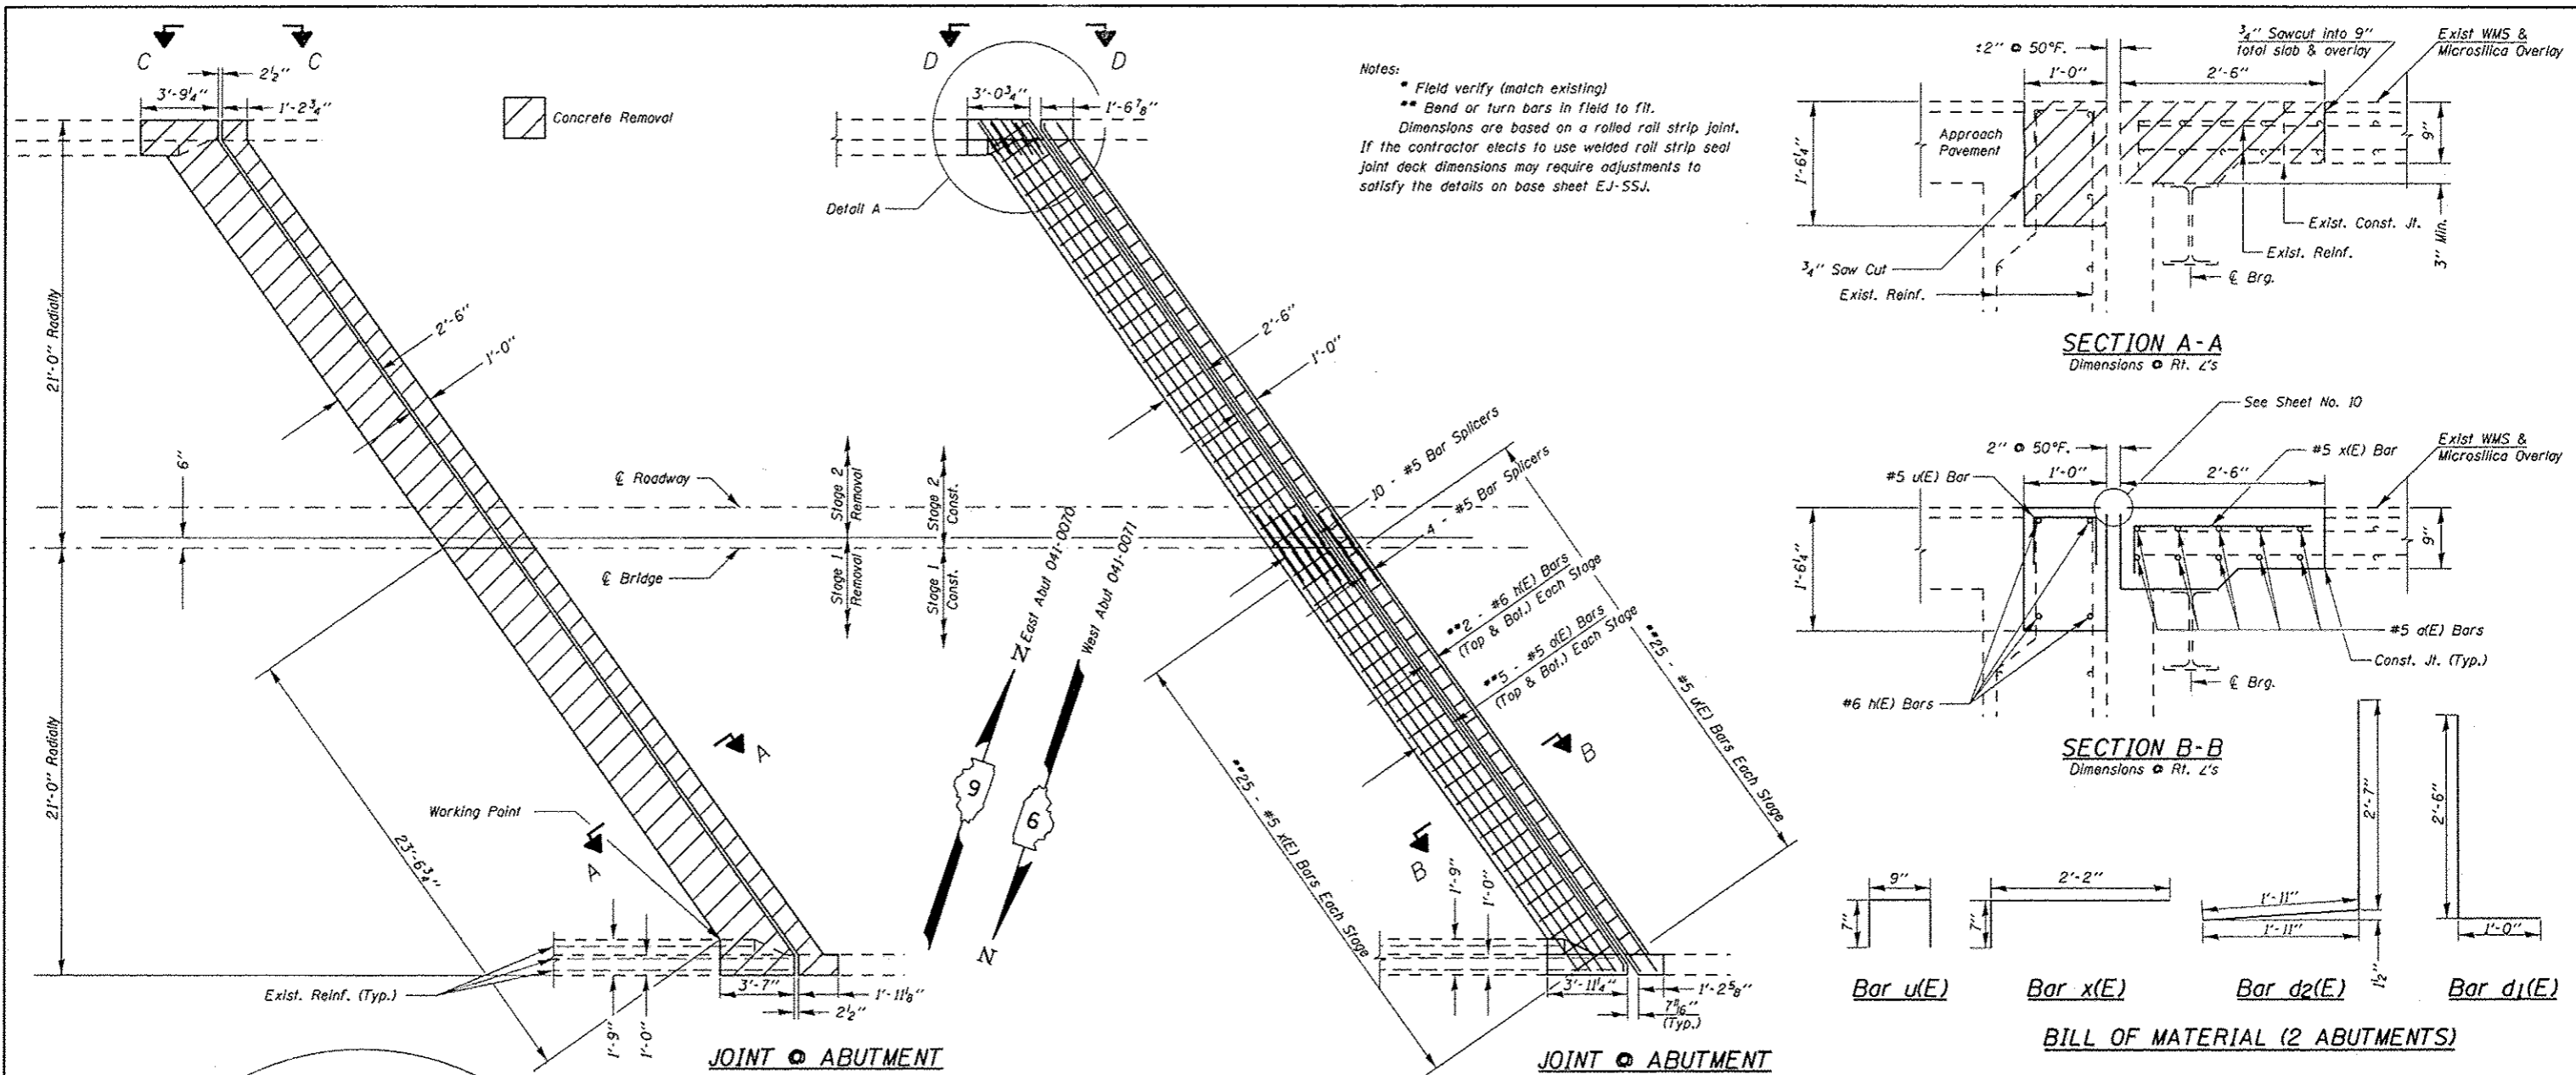 C
C
2½"
3'-9¼"
1'-2¾"
Concrete Removal
21'-0" Radially
2'-6"
1'-0"
6"
℄ Roadway
℄ Bridge
Stage 2
Removal
Stage 1
Removal
Stage 2
Const.
Stage 1
Const.
21'-0" Radially
23'-6¾"
Working Point
A
A
Exist. Reinf. (Typ.)
3'-7"
1'-11⅛"
2½"
1'-9"
1'-0"
JOINT @ ABUTMENT
N
East Abut 041-0070
West Abut 041-0071
9
6
N
D
D
3'-0¾"
1'-6⅞"
Detail A
2'-6"
1'-0"
10 - #5 Bar Splicers
4 - #5 Bar Splicers
**2 - #6 h(E) Bars
(Top & Bot.) Each Stage
**5 - #5 a(E) Bars
(Top & Bot.) Each Stage
**25 - #5 u(E) Bars Each Stage
**25 - #5 x(E) Bars Each Stage
B
B
1'-9"
1'-0"
3'-11¼"
1'-2⅝"
(Typ.)
JOINT @ ABUTMENT
Notes:
* Field verify (match existing)
** Bend or turn bars in field to fit.
Dimensions are based on a rolled rail strip joint.
If the contractor elects to use welded rail strip seal
joint deck dimensions may require adjustments to
satisfy the details on base sheet EJ-SSJ.
±2" @ 50°F.
¾" Sawcut into 9"
total slab & overlay
Exist WMS &
Microsilica Overlay
1'-0"
2'-6"
Approach
Pavement
1'-6¼"
9"
3" Min.
Exist. Const. Jt.
Exist. Reinf.
¾" Saw Cut
Exist. Reinf.
℄ Brg.
SECTION A-A
Dimensions @ Rt. ∠'s
See Sheet No. 10
2" @ 50°F.
#5 x(E) Bar
Exist WMS &
Microsilica Overlay
#5 u(E) Bar
1'-0"
2'-6"
1'-6¼"
9"
#5 a(E) Bars
Const. Jt. (Typ.)
℄ Brg.
#6 h(E) Bars
SECTION B-B
Dimensions @ Rt. ∠'s
9"
7"
Bar u(E)
2'-2"
7"
Bar x(E)
1'-11"
1'-11"
2'-7"
1½"
Bar d2(E)
2'-6"
1'-0"
Bar d1(E)
BILL OF MATERIAL (2 ABUTMENTS)